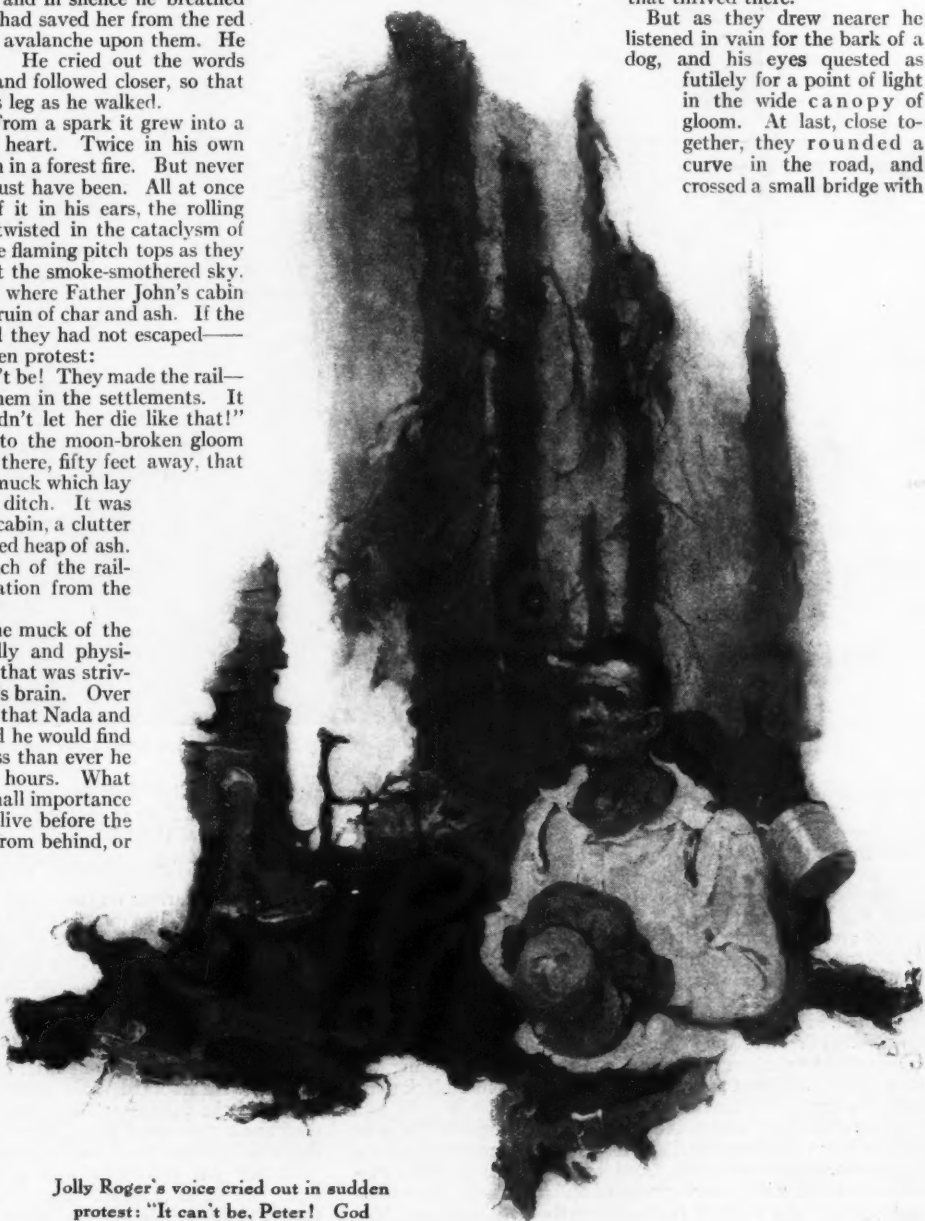 and in silence he breathed
had saved her from the red
avalanche upon them. He
He cried out the words
and followed closer, so that
leg as he walked.
From a spark it grew into a
heart. Twice in his own
in a forest fire. But never
ust have been. All at once
f it in his ears, the rolling
twisted in the cataclysm of
e flaming pitch tops as they
t the smoke-smothered sky.
where Father John's cabin
ruin of char and ash. If the
they had not escaped——
en protest:
't be! They made the rail—
hem in the settlements. It
dn't let her die like that!"
to the moon-broken gloom
there, fifty feet away, that
muck which lay
ditch. It was
cabin, a clutter
ed heap of ash.
ch of the rail-
ation from the
e muck of the
lly and physi-
that was striv-
s brain. Over
that Nada and
he would find
ss than ever he
hours. What
nall importance
live before the
from behind, or
that thrived there.
But as they drew nearer he
listened in vain for the bark of a
dog, and his eyes quested as
futilely for a point of light
in the wide canopy of
gloom. At last, close to-
gether, they rounded a
curve in the road, and
crossed a small bridge with
Jolly Roger's voice cried out in sudden
protest: "It can't be, Peter! God